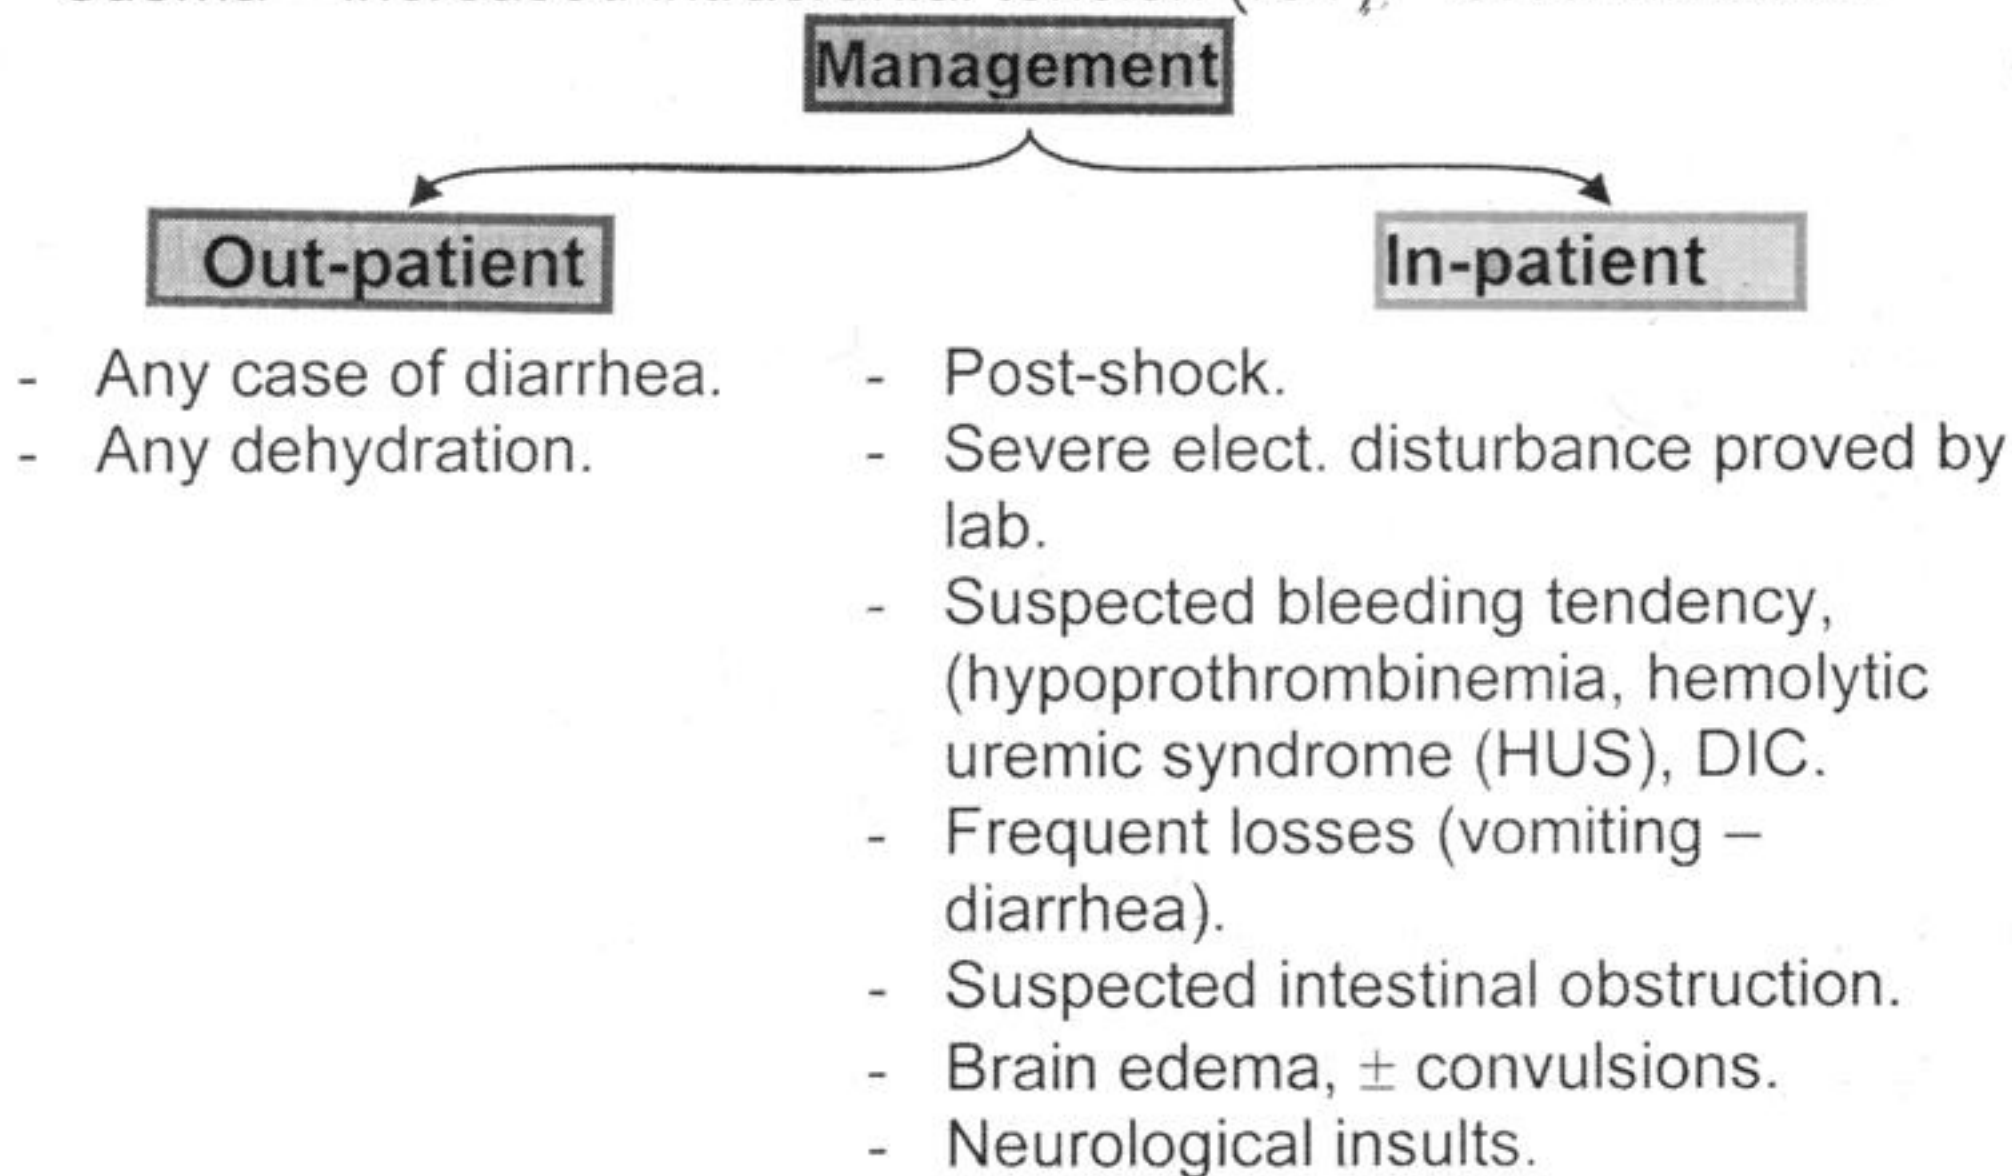 Management
Out-patient
In-patient
- Any case of diarrhea.
- Any dehydration.
- Post-shock.
- Severe elect. disturbance proved by
lab.
- Suspected bleeding tendency,
(hypoprothrombinemia, hemolytic
uremic syndrome (HUS), DIC.
- Frequent losses (vomiting –
diarrhea).
- Suspected intestinal obstruction.
- Brain edema, ± convulsions.
- Neurological insults.